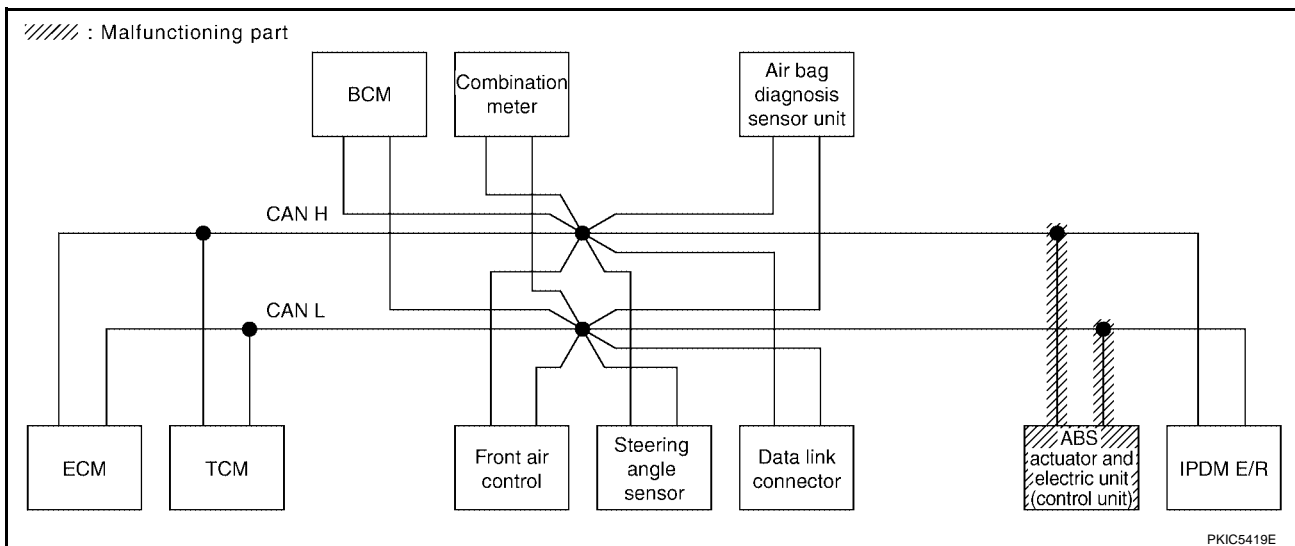 : Malfunctioning part
BCM
Combination
meter
Air bag
diagnosis
sensor unit
CAN H
CAN L
ECM
TCM
Front air
control
Steering
angle
sensor
Data link
connector
ABS
actuator and
electric unit
(control unit)
IPDM E/R
PKIC5419E